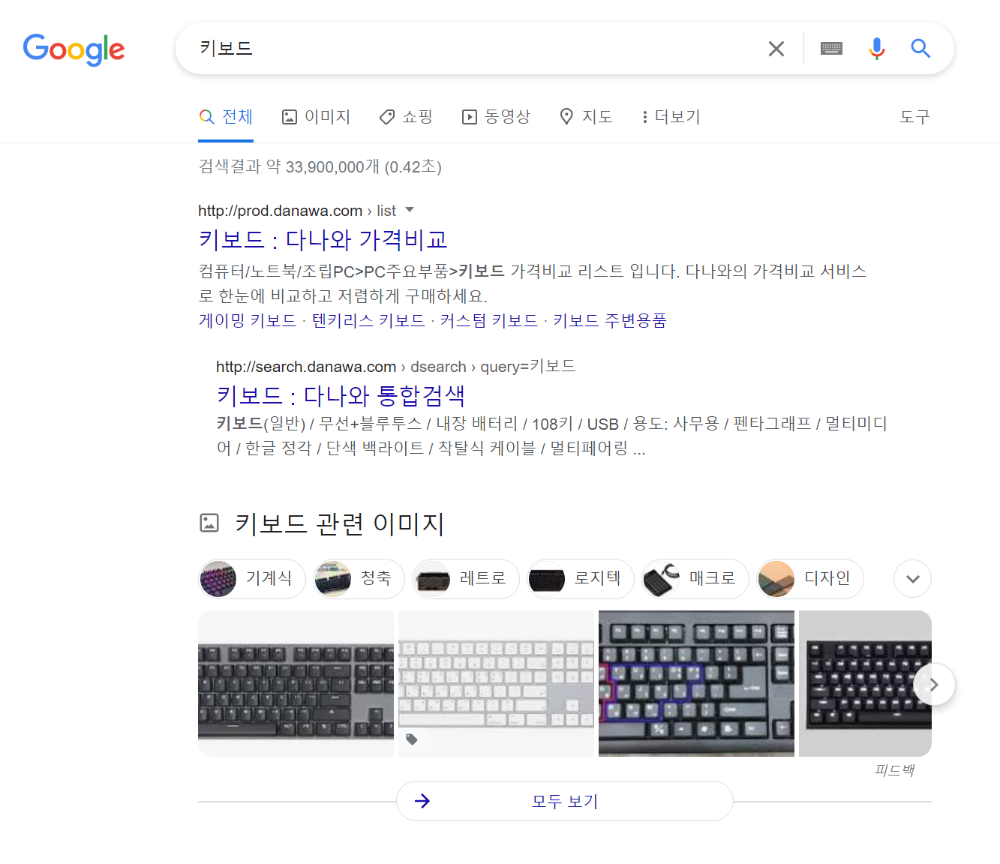 Google
키보드
전체
이미지
쇼핑
동영상
지도
더보기
도구
검색결과 약 33,900,000개 (0.42초)
http://prod.danawa.com › list
키보드 : 다나와 가격비교
컴퓨터/노트북/조립PC>PC주요부품>키보드 가격비교 리스트 입니다. 다나와의 가격비교 서비스
로 한눈에 비교하고 저렴하게 구매하세요.
게이밍 키보드 · 텐키리스 키보드 · 커스텀 키보드 · 키보드 주변용품
http://search.danawa.com › dsearch › query=키보드
키보드 : 다나와 통합검색
키보드(일반) / 무선+블루투스 / 내장 배터리 / 108키 / USB / 용도: 사무용 / 펜타그래프 / 멀티미디
어 / 한글 정각 / 단색 백라이트 / 착탈식 케이블 / 멀티페어링 ...
키보드 관련 이미지
기계식
청축
레트로
로지텍
매크로
디자인
피드백
모두 보기